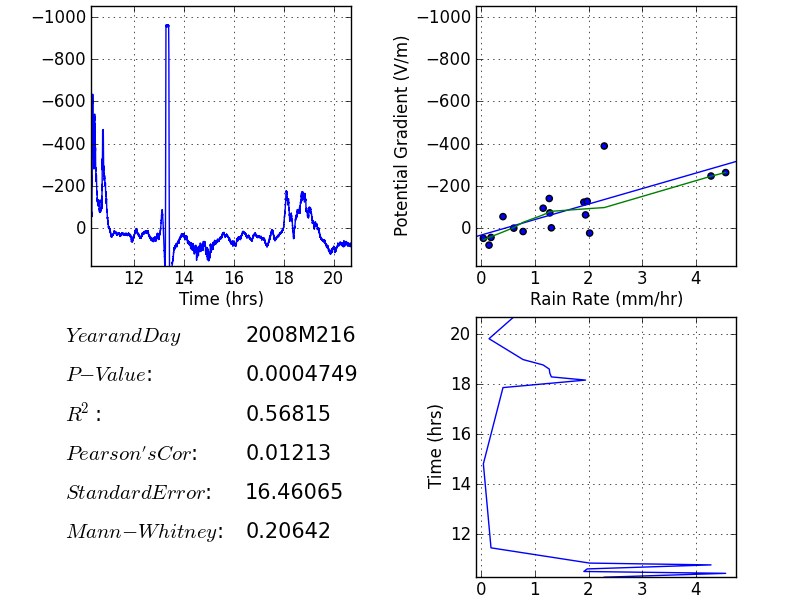 −1050
−800
−600
−400
−200
0
12 14 16 18 20
Time (hrs)
Potential Gradient (V/m)
−1000
−800
−600
−400
−200
0
0 1 2 3 4
Rain Rate (mm/hr)
YearandDay 2008M216
P−Value: 0.0004749
R²: 0.56815
Pearson'sCor: 0.01213
StandardError: 16.46065
Mann−Whitney: 0.20642
Time (hrs)
20
18
16
14
12
0 1 2 3 4